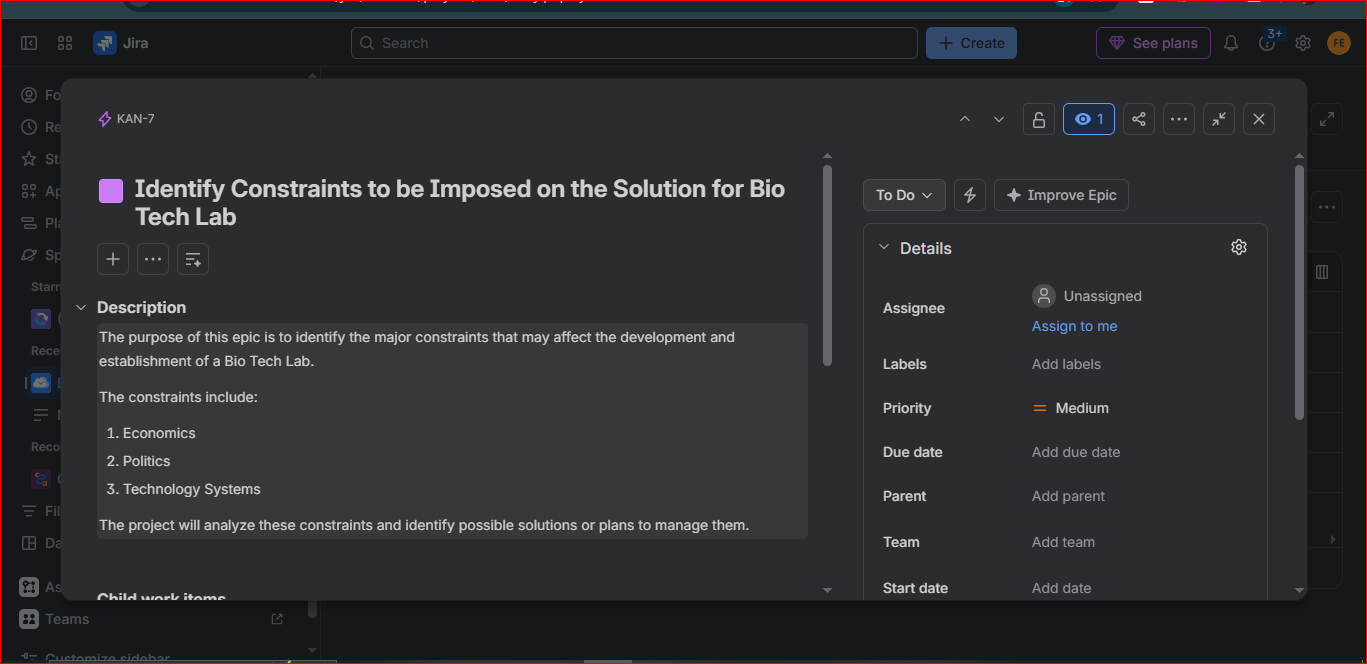 Jira
Search
Create
See plans
3+
FE
KAN-7
1
Identify Constraints to be Imposed on the Solution for Bio
Tech Lab
To Do
Improve Epic
Details
Description
The purpose of this epic is to identify the major constraints that may affect the development and
establishment of a Bio Tech Lab.
The constraints include:
1. Economics
2. Politics
3. Technology Systems
The project will analyze these constraints and identify possible solutions or plans to manage them.
Child work items
Assignee
Unassigned
Assign to me
Labels
Add labels
Priority
Medium
Due date
Add due date
Parent
Add parent
Team
Add team
Start date
Add date
Teams
Customize sidebar